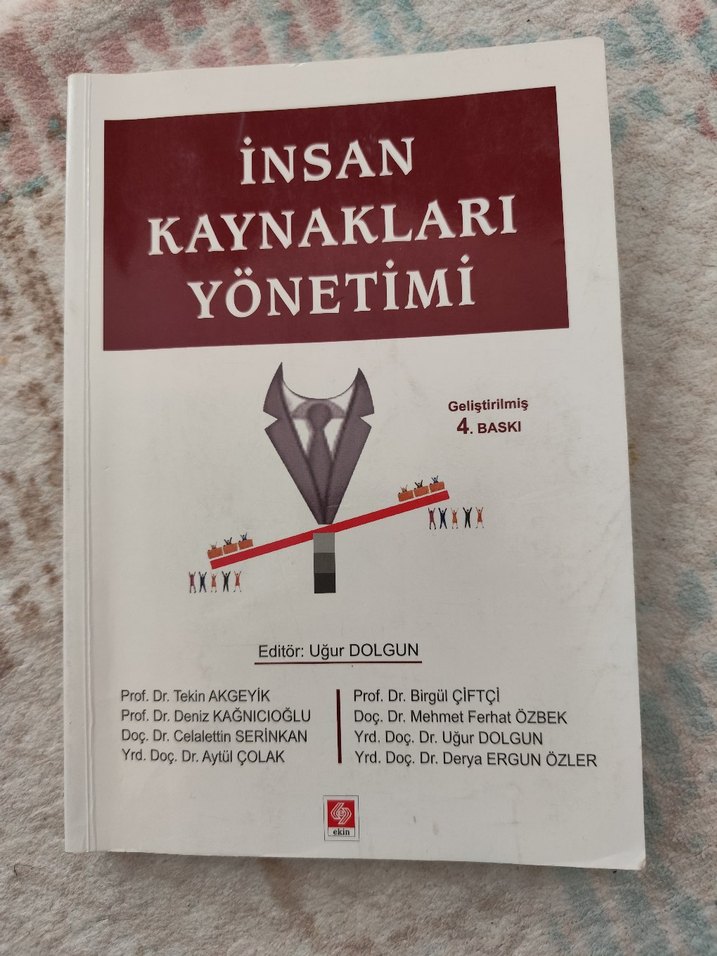 İNSAN
KAYNAKLARI
YÖNETİMİ
Geliştirilmiş
4. BASKI
Editör: Uğur DOLGUN
Prof. Dr. Tekin AKGEYİK
Prof. Dr. Deniz KAĞNICIOĞLU
Doç. Dr. Celalettin SERİNKAN
Yrd. Doç. Dr. Aytül ÇOLAK
Prof. Dr. Birgül ÇİFTÇİ
Doç. Dr. Mehmet Ferhat ÖZBEK
Yrd. Doç. Dr. Uğur DOLGUN
Yrd. Doç. Dr. Derya ERGUN ÖZLER
ekin